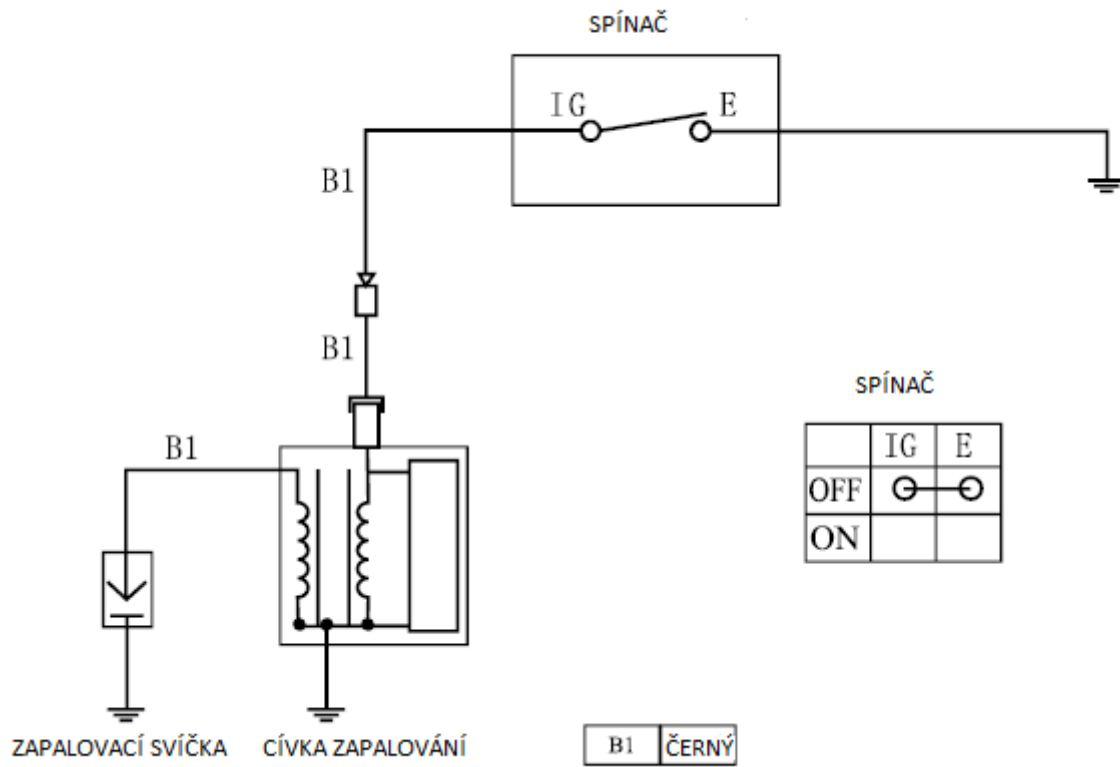 SPÍNAČ
IG E
B1
B1
SPÍNAČ
IG E
OFF
ON
B1
ZAPALOVACÍ SVÍČKA CÍVKA ZAPALOVÁNÍ
B1 ČERNÝ